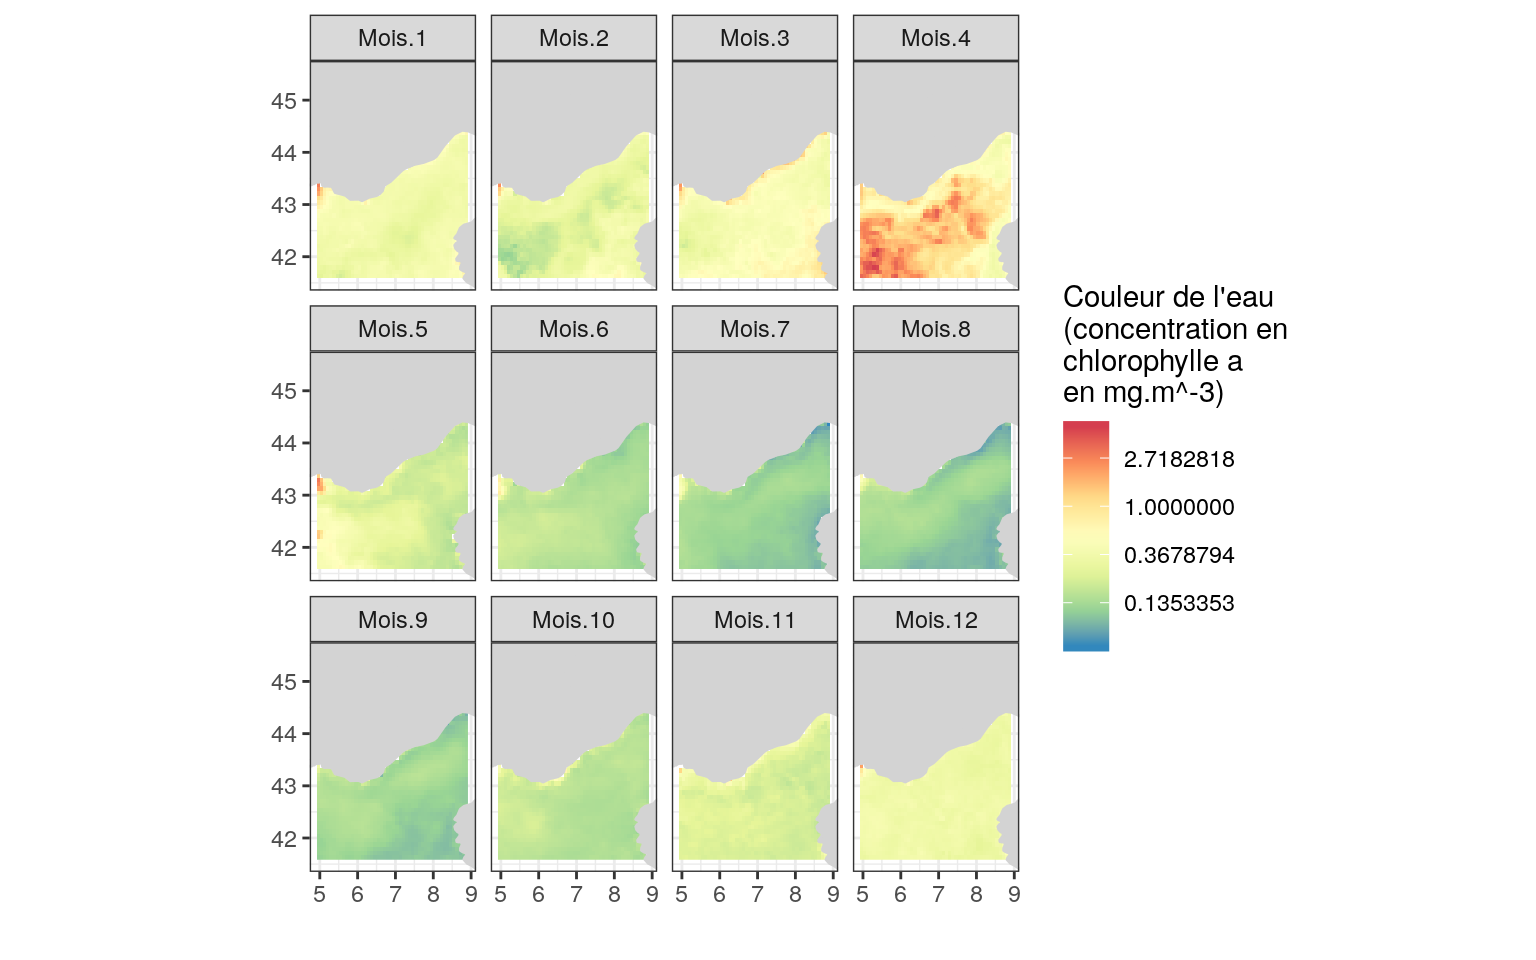 Mois.1 Mois.2 Mois.3 Mois.4
45
44
43
42
Mois.5 Mois.6 Mois.7 Mois.8
45
44
43
42
Mois.9 Mois.10 Mois.11 Mois.12
45
44
43
42
5 6 7 8 9 5 6 7 8 9 5 6 7 8 9 5 6 7 8 9
Couleur de l'eau
(concentration en
chlorophylle a
en mg.m^-3)
2.7182818
1.0000000
0.3678794
0.1353353